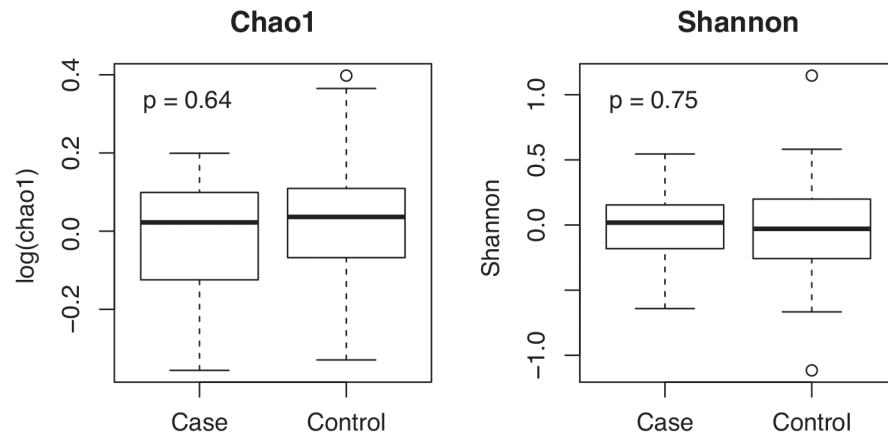 Chao1
log(chao1)
0.4
0.2
0.0
−0.2
p = 0.64
Case
Control
Shannon
Shannon
1.0
0.5
0.0
−1.0
p = 0.75
Case
Control